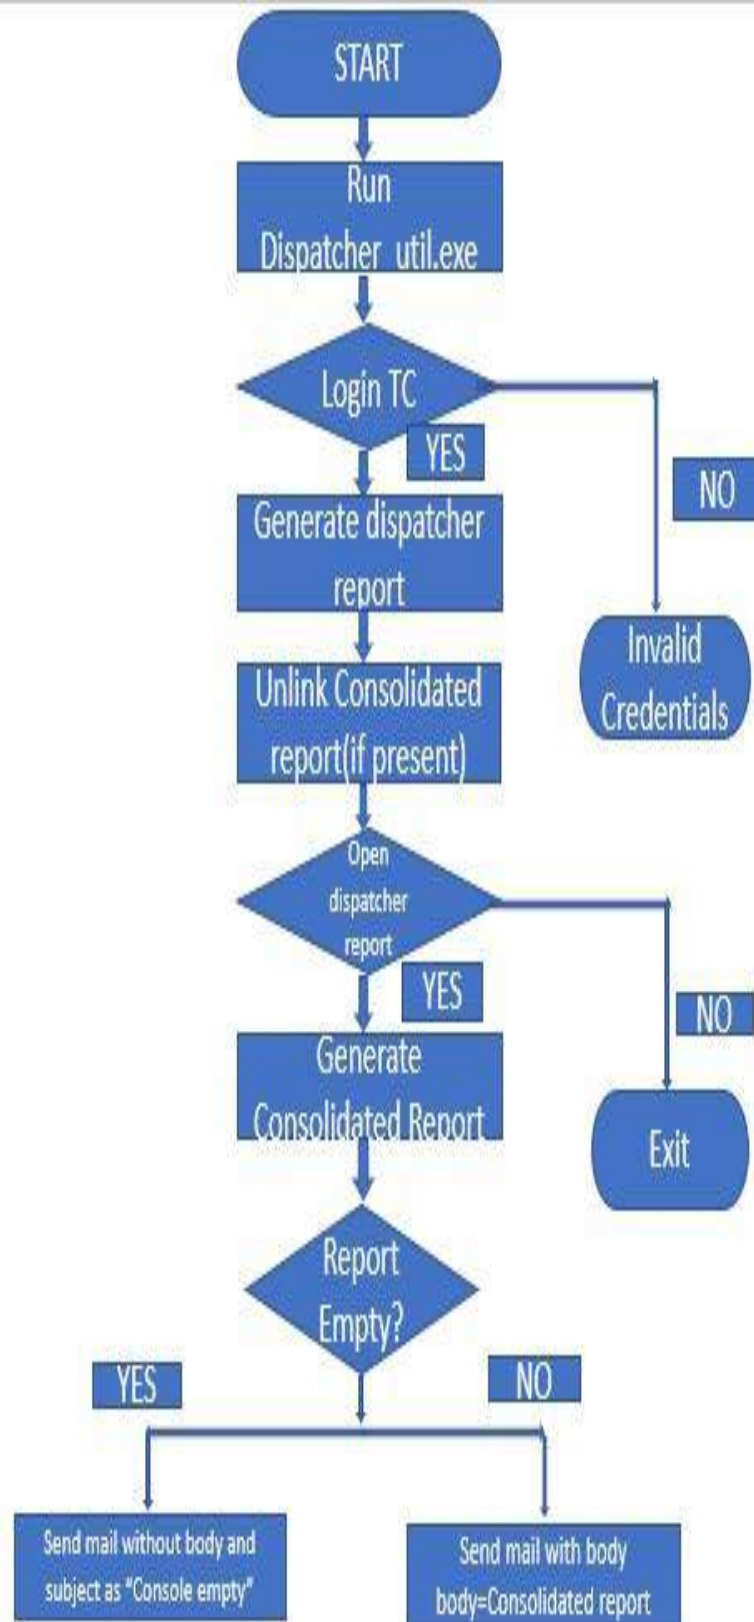 START
Run
Dispatcher_util.exe
Login TC
YES
NO
Generate dispatcher
report
Invalid
Credentials
Unlink Consolidated
report(if present)
Open
dispatcher
report
YES
NO
Generate
Consolidated Report
Exit
Report
Empty?
YES
NO
Send mail without body and
subject as “Console empty”
Send mail with body
body=Consolidated report